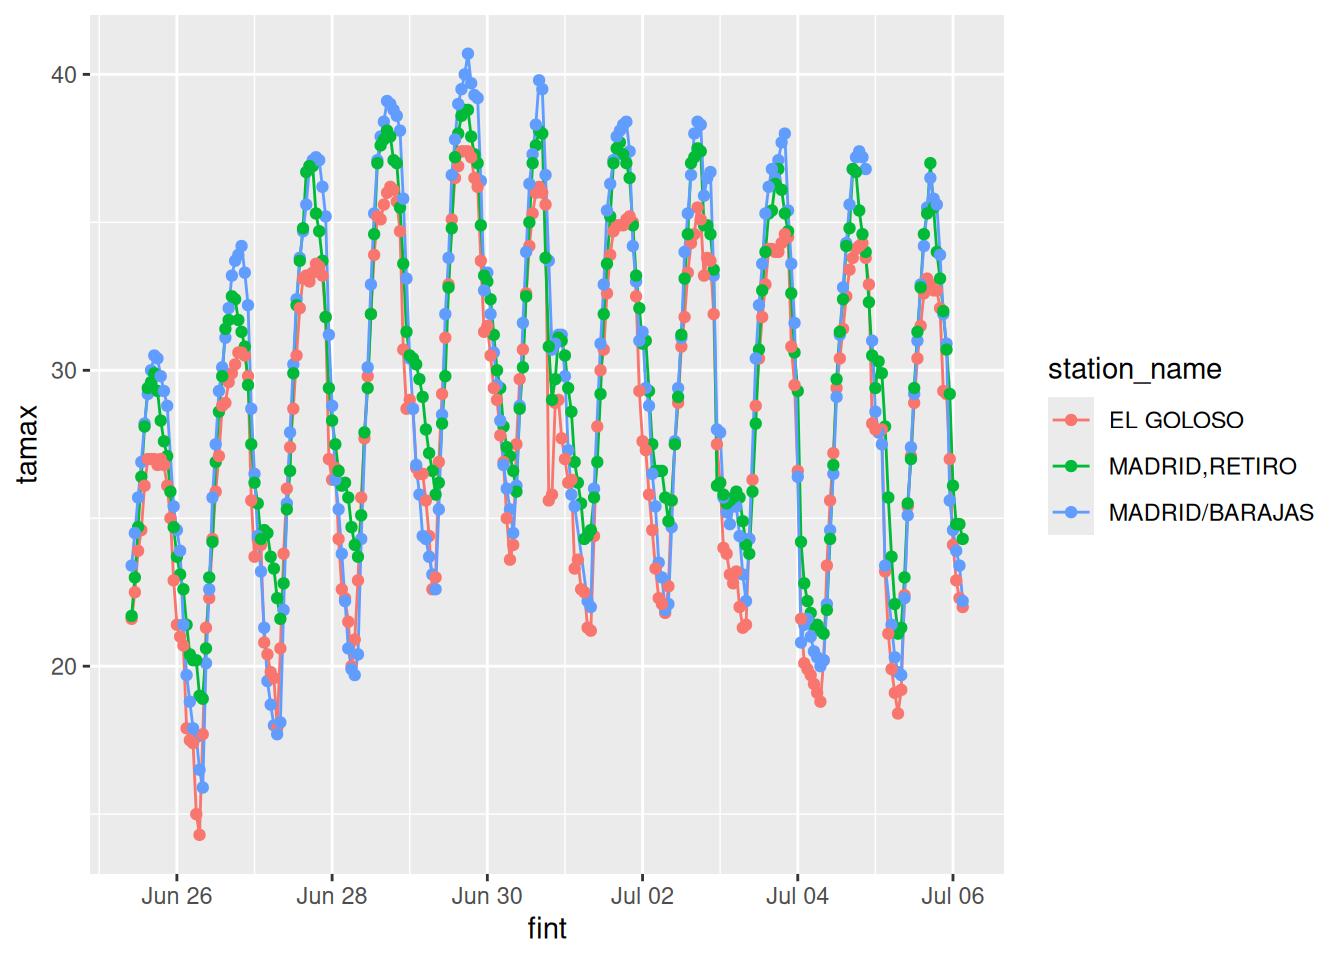 tamax
40
30
20
Jun 26
Jun 28
Jun 30
Jul 02
Jul 04
Jul 06
fint
station_name
EL GOLOSO
MADRID,RETIRO
MADRID/BARAJAS